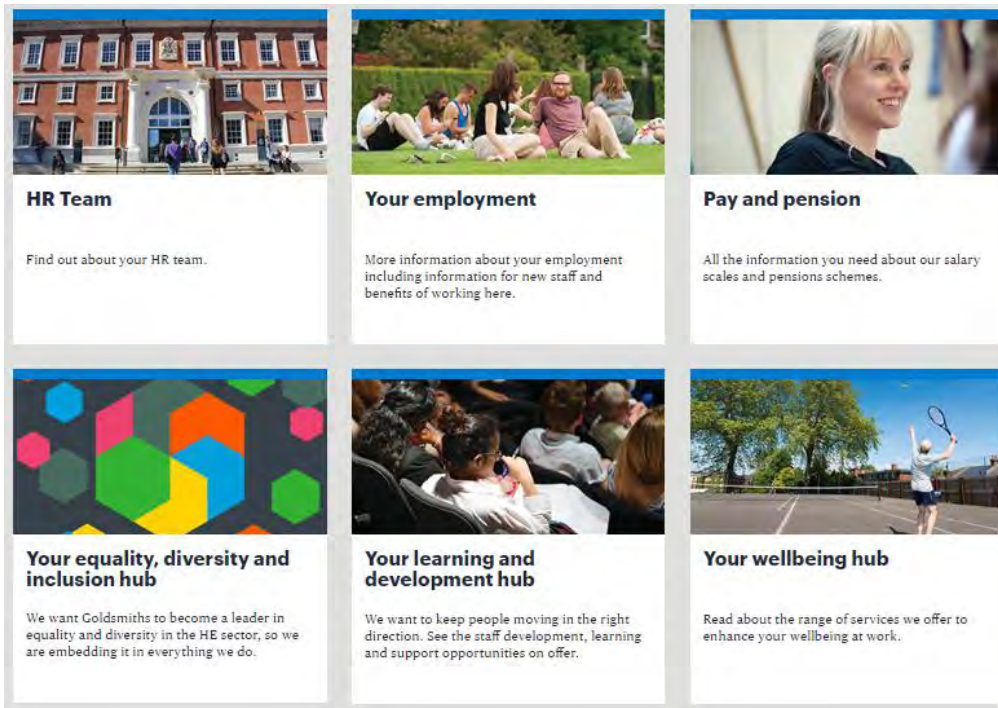 HR Team
Find out about your HR team.
Your employment
More information about your employment
including information for new staff and
benefits of working here.
Pay and pension
All the information you need about our salary
scales and pensions schemes.
Your equality, diversity and
inclusion hub
We want Goldsmiths to become a leader in
equality and diversity in the HE sector, so we
are embedding it in everything we do.
Your learning and
development hub
We want to keep people moving in the right
direction. See the staff development, learning
and support opportunities on offer.
Your wellbeing hub
Read about the range of services we offer to
enhance your wellbeing at work.